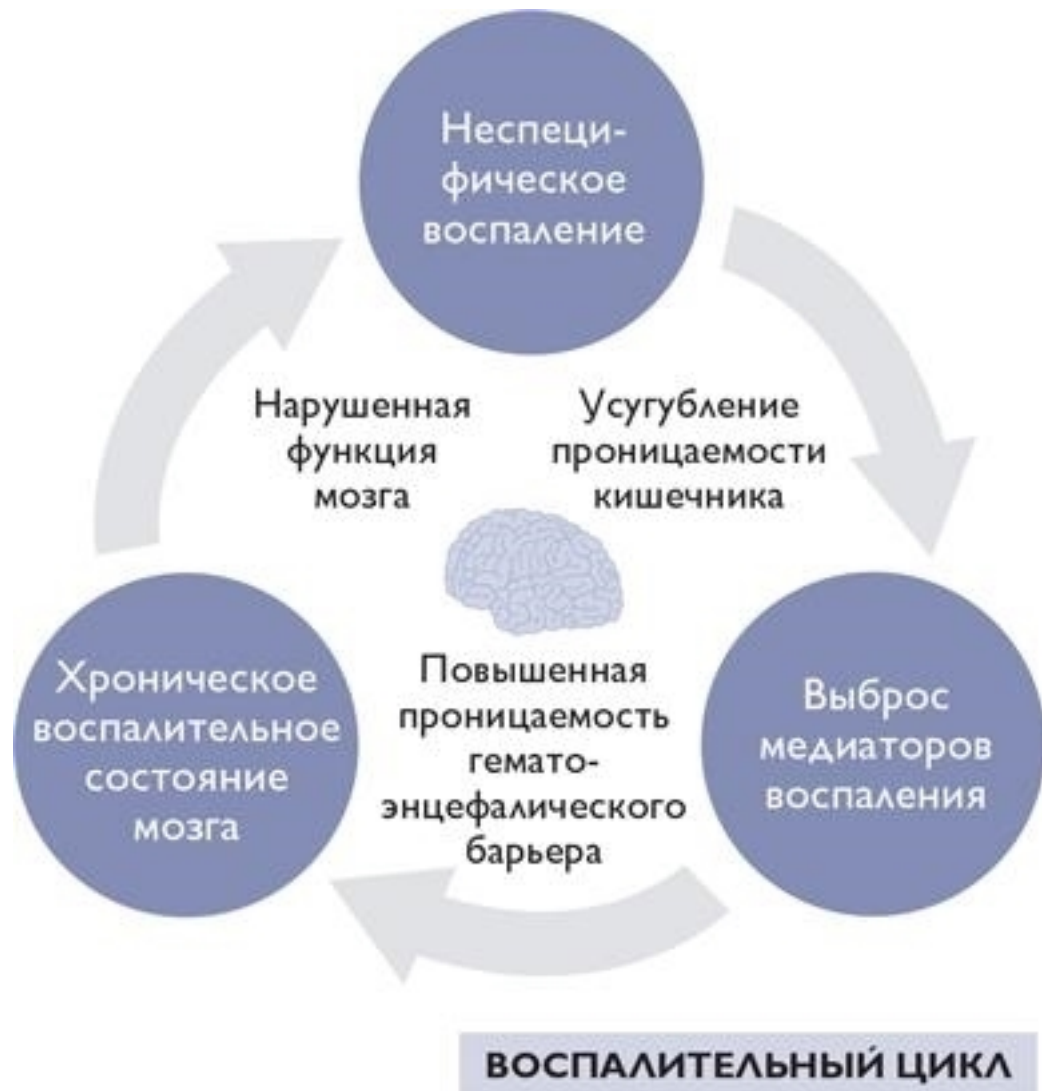 Неспеци-
фическое
воспаление
Нарушенная
функция
мозга
Усугубление
проницаемости
кишечника
Хроническое
воспалительное
состояние
мозга
Повышенная
проницаемость
гемато-
энцефалического
барьера
Выброс
медиаторов
воспаления
ВОСПАЛИТЕЛЬНЫЙ ЦИКЛ